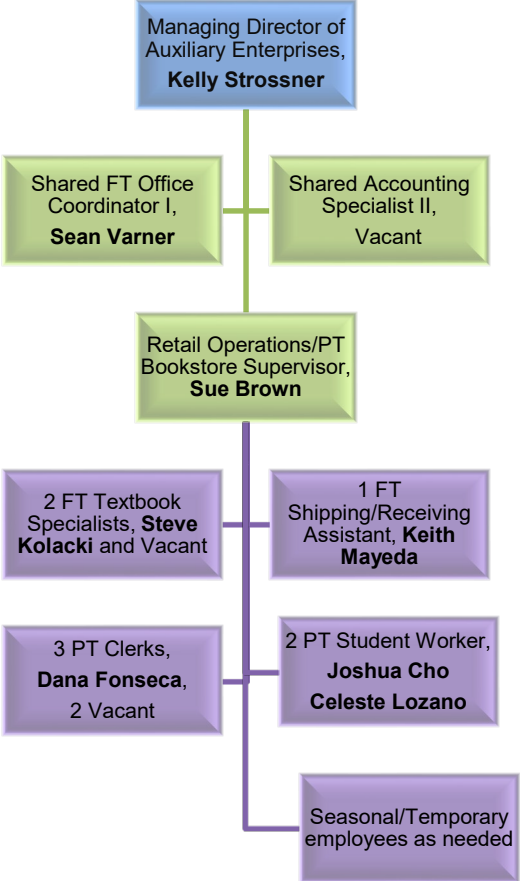 Managing Director of
Auxiliary Enterprises,
Kelly Strossner
Shared FT Office
Coordinator I,
Sean Varner
Shared Accounting
Specialist II,
Vacant
Retail Operations/PT
Bookstore Supervisor,
Sue Brown
2 FT Textbook
Specialists, Steve
Kolacki and Vacant
1 FT
Shipping/Receiving
Assistant, Keith
Mayeda
3 PT Clerks,
Dana Fonseca,
2 Vacant
2 PT Student Worker,
Joshua Cho
Celeste Lozano
Seasonal/Temporary
employees as needed